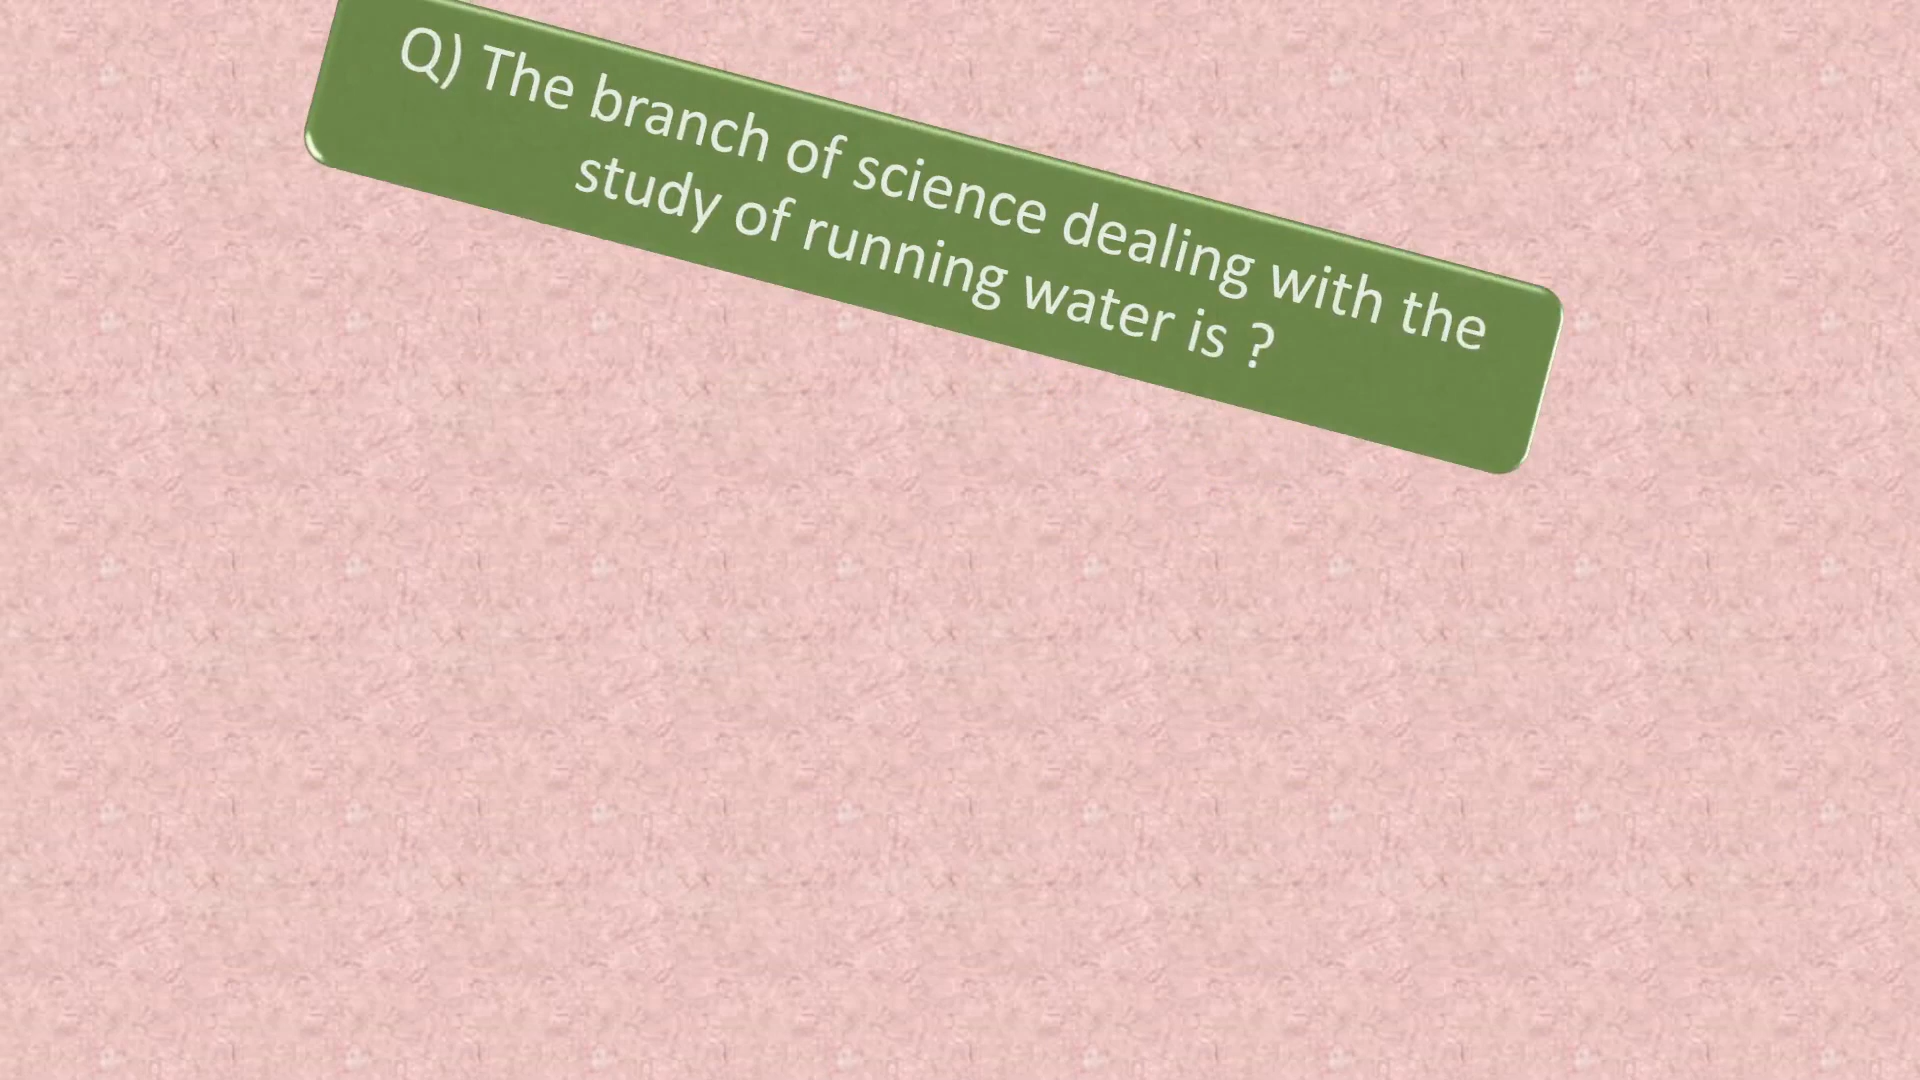 Q) The branch of science dealing with the
study of running water is ?